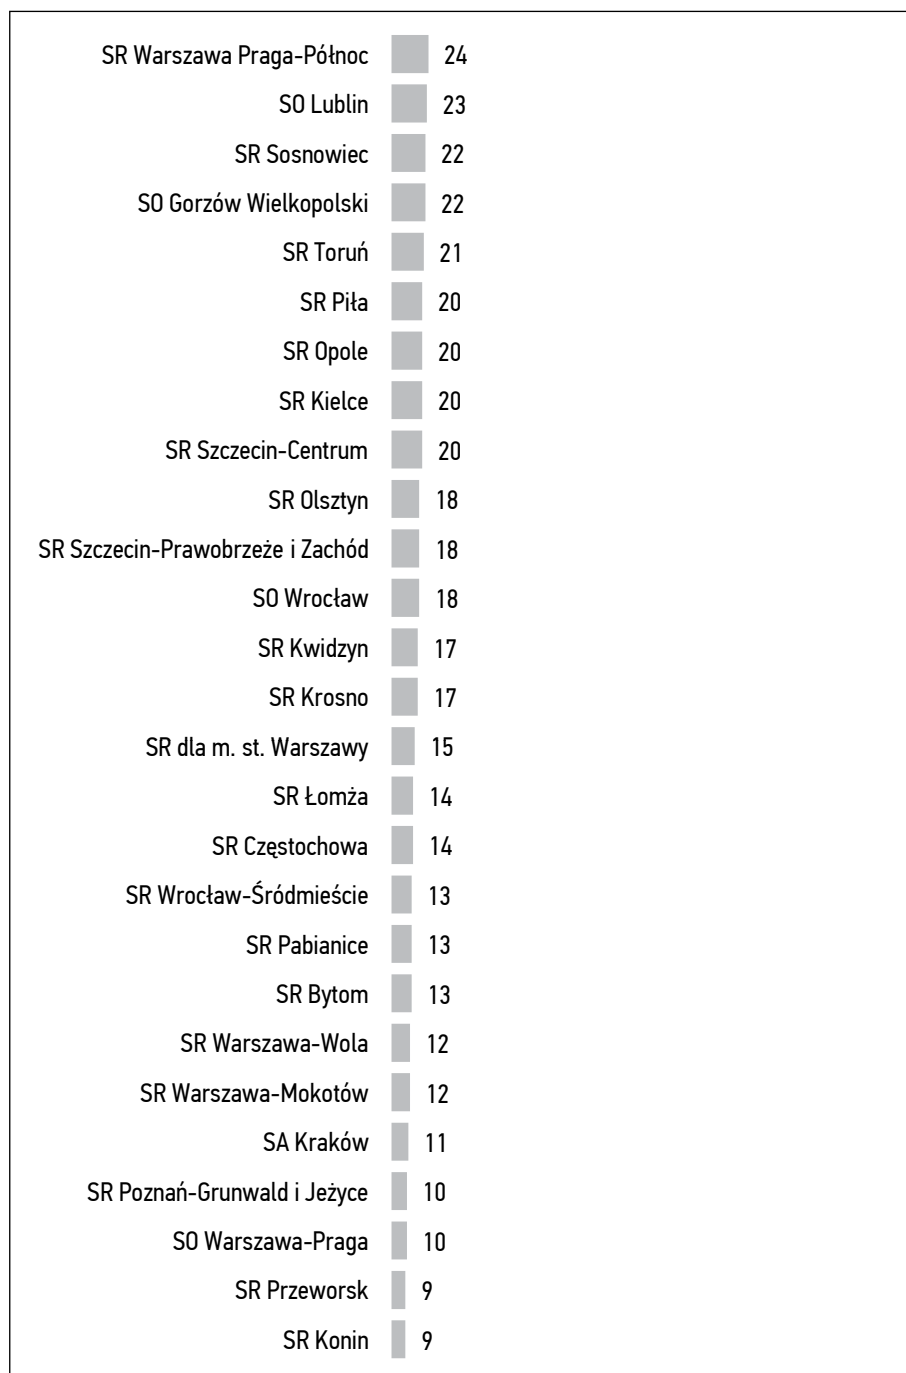 SR Warszawa Praga-Północ 24
SO Lublin 23
SR Sosnowiec 22
SO Gorzów Wielkopolski 22
SR Toruń 21
SR Piła 20
SR Opole 20
SR Kielce 20
SR Szczecin-Centrum 20
SR Olsztyn 18
SR Szczecin-Prawobrzeże i Zachód 18
SO Wrocław 18
SR Kwidzyn 17
SR Krosno 17
SR dla m. st. Warszawy 15
SR Łomża 14
SR Częstochowa 14
SR Wrocław-Śródmieście 13
SR Pabianice 13
SR Bytom 13
SR Warszawa-Wola 12
SR Warszawa-Mokotów 12
SA Kraków 11
SR Poznań-Grunwald i Jeżyce 10
SO Warszawa-Praga 10
SR Przeworsk 9
SR Konin 9